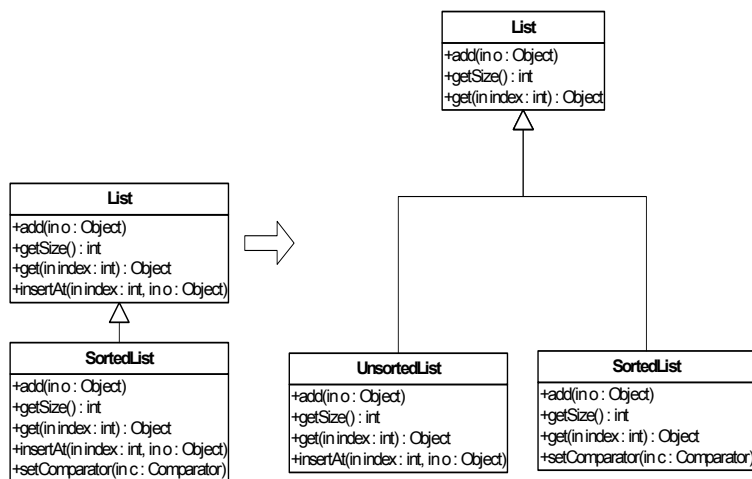 List
+add(in o : Object)
+getSize() : int
+get(in index : int) : Object
+insertAt(in index : int, in o : Object)
SortedList
+add(in o : Object)
+getSize() : int
+get(in index : int) : Object
+insertAt(in index : int, in o : Object)
+setComparator(in c : Comparator)
List
+add(in o : Object)
+getSize() : int
+get(in index : int) : Object
UnsortedList
+add(in o : Object)
+getSize() : int
+get(in index : int) : Object
+insertAt(in index : int, in o : Object)
SortedList
+add(in o : Object)
+getSize() : int
+get(in index : int) : Object
+setComparator(in c : Comparator)